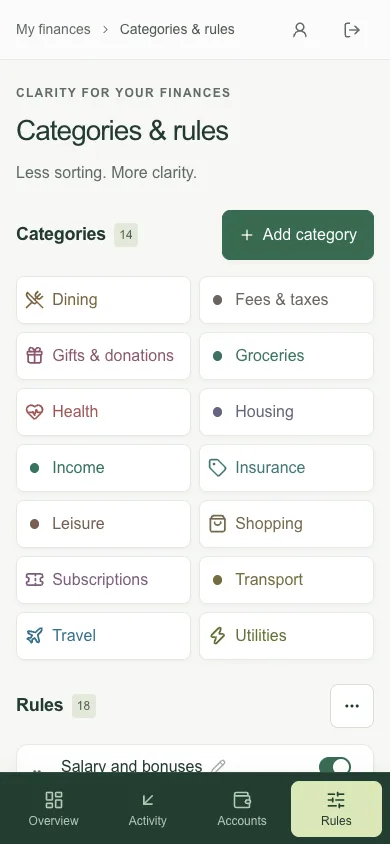 My finances > Categories & rules
CLARITY FOR YOUR FINANCES
Categories & rules
Less sorting. More clarity.
Categories 14
+ Add category
Dining
Fees & taxes
Gifts & donations
Groceries
Health
Housing
Income
Insurance
Leisure
Shopping
Subscriptions
Transport
Travel
Utilities
Rules 18
Salary and bonuses
Overview
Activity
Accounts
Rules